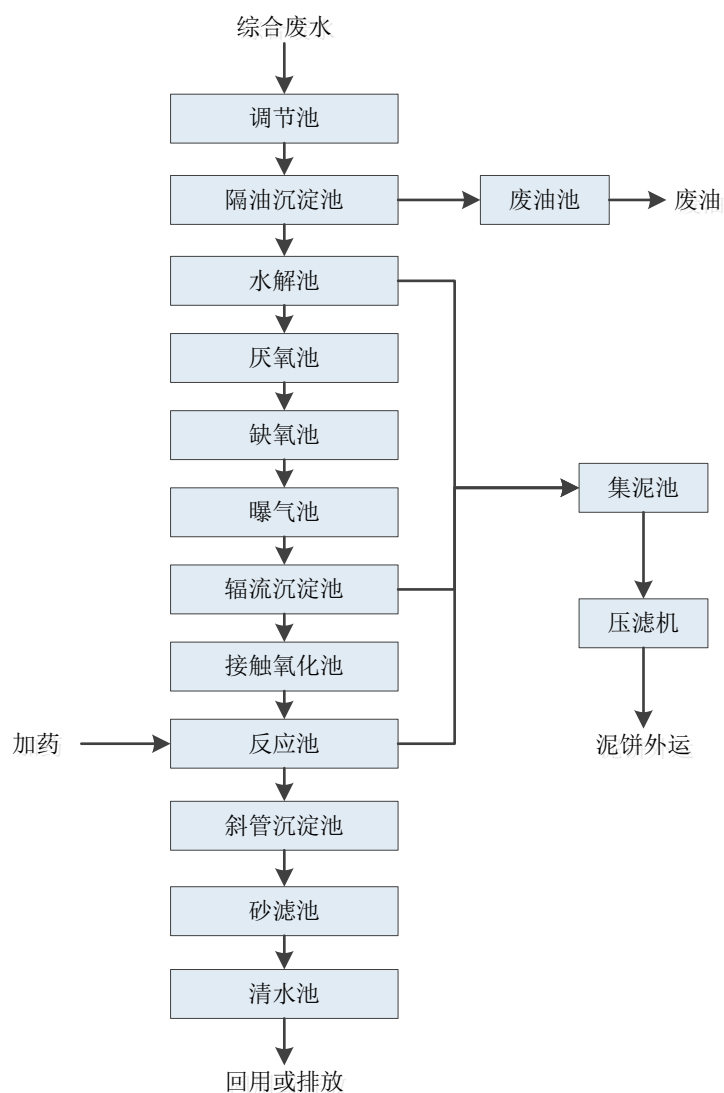 综合废水
调节池
隔油沉淀池
废油池
废油
水解池
厌氧池
缺氧池
集泥池
曝气池
辐流沉淀池
压滤机
接触氧化池
加药
反应池
泥饼外运
斜管沉淀池
砂滤池
清水池
回用或排放